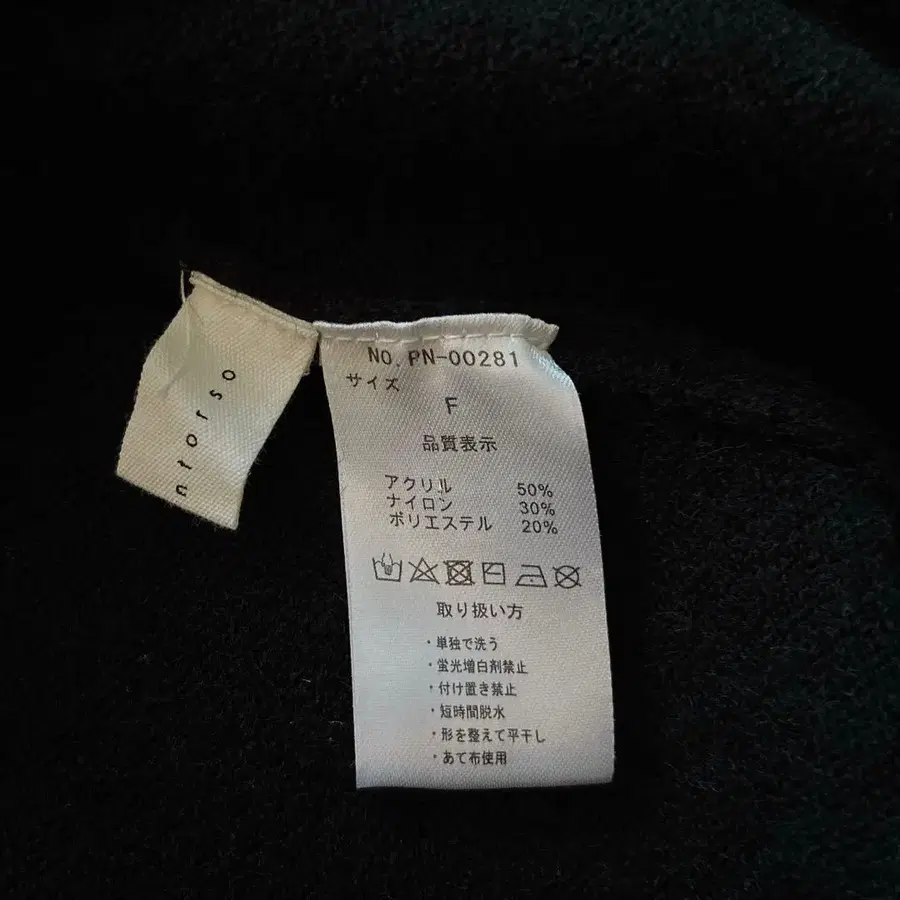 ntorso
NO.PN-00281
サイズ
F
品質表示
アクリル 50%
ナイロン 30%
ポリエステル 20%
取り扱い方
・単独で洗う
・蛍光増白剤禁止
・付け置き禁止
・短時間脱水
・形を整えて平干し
・あて布使用